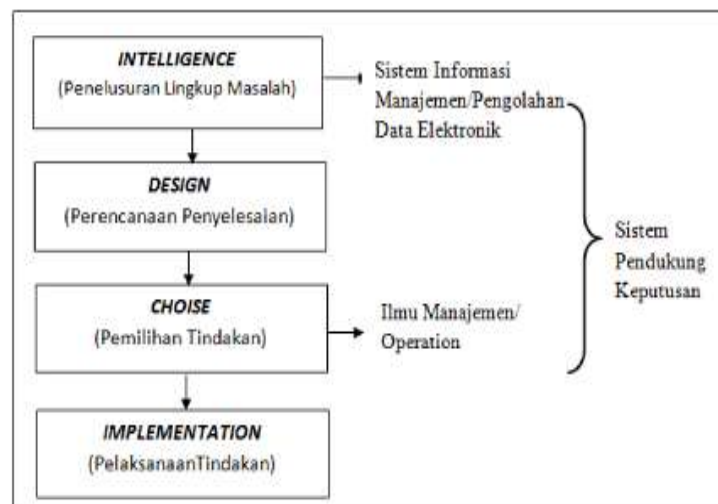 INTELLIGENCE
(Penelusuran Lingkup Masalah)
Sistem Informasi
Manajemen/Pengolahan
Data Elektronik
DESIGN
(Perencanaan Penyelesaian)
Sistem
Pendukung
Keputusan
CHOISE
(Pemilihan Tindakan)
Ilmu Manajemen/
Operation
IMPLEMENTATION
(PelaksanaanTindakan)